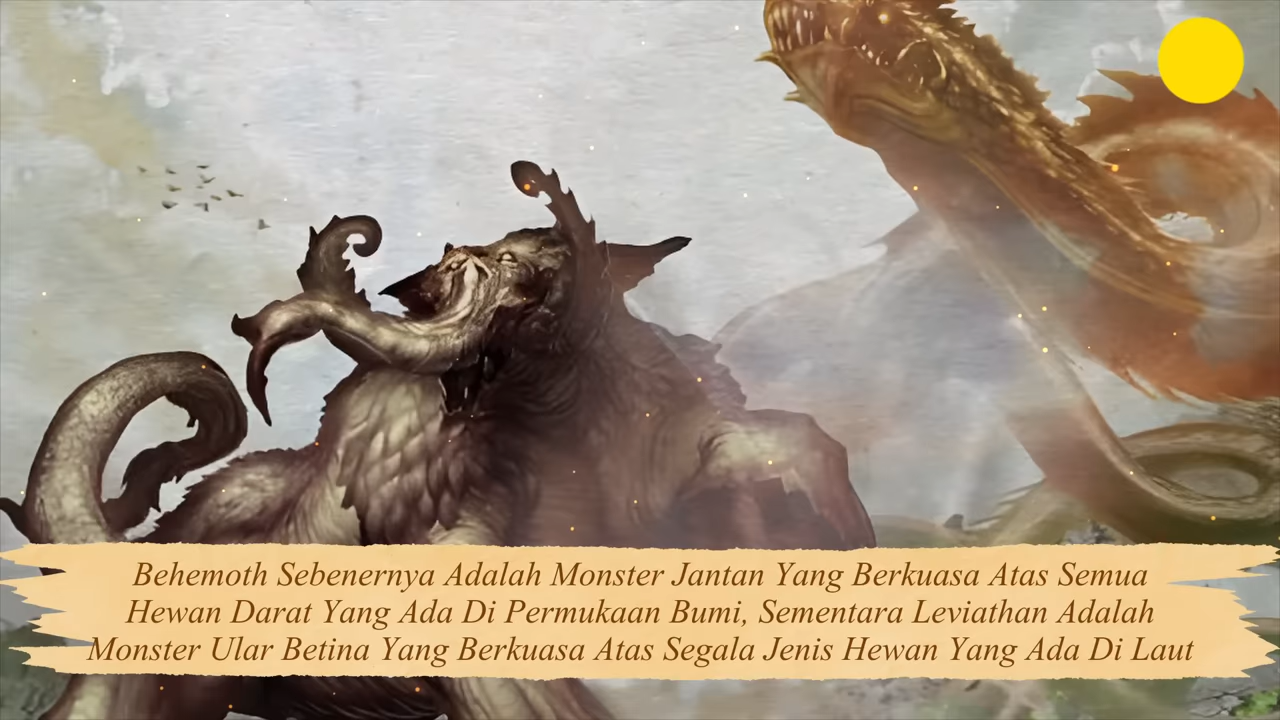 Behemoth Sebenernya Adalah Monster Jantan Yang Berkuasa Atas Semua
Hewan Darat Yang Ada Di Permukaan Bumi, Sementara Leviathan Adalah
Monster Ular Betina Yang Berkuasa Atas Segala Jenis Hewan Yang Ada Di Laut